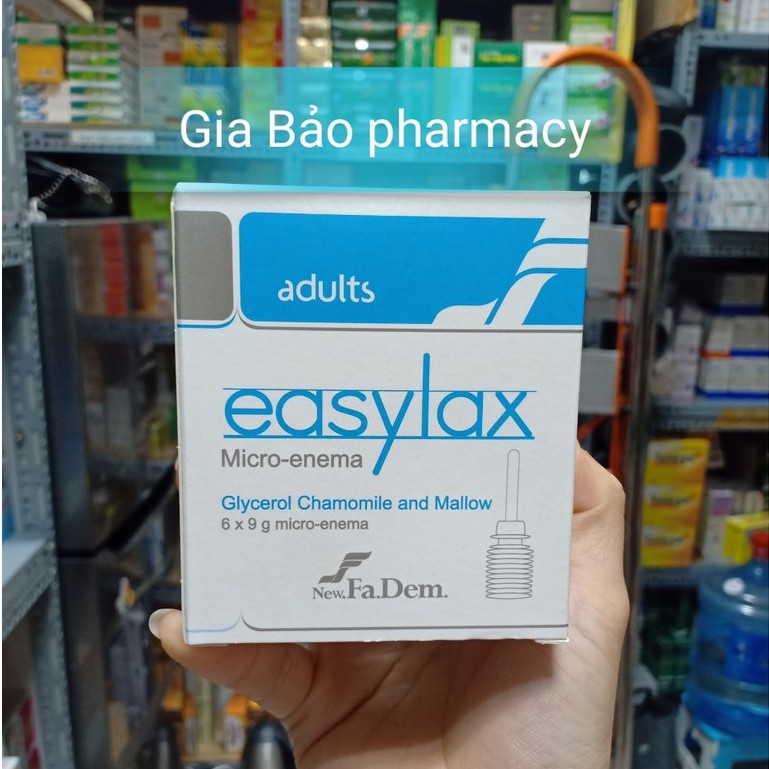 Gia Bảo pharmacy
adults
easylax
Micro-enema
Glycerol Chamomile and Mallow
6 x 9 g micro-enema
New.Fa.Dem.